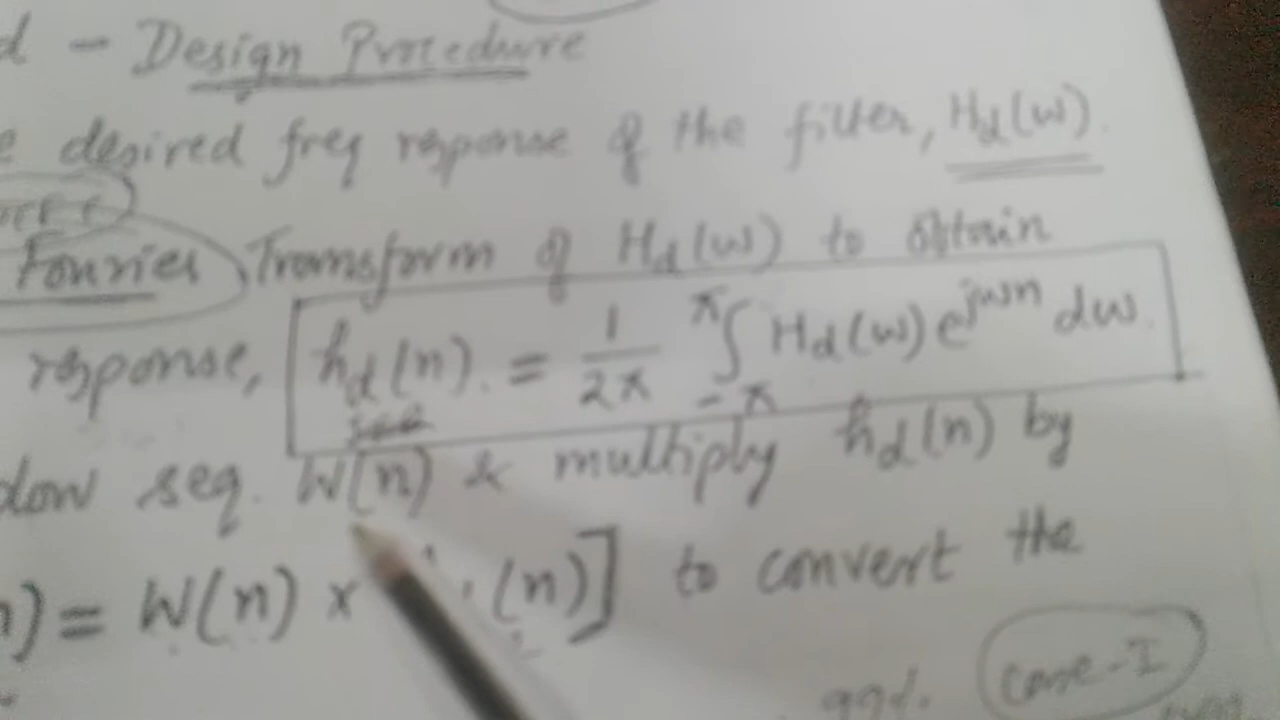 d - Design Procedure
desired freq response of the filter, Hd(w).
Fourier Transform of Hd(w) to obtain
response, hd(n) = 1/2π ∫_{-π}^{π} Hd(w) e^{jwn} dw.
dow seq. W(n) & multiply hd(n) by
n) = W(n) x (n)] to convert the
Case-I